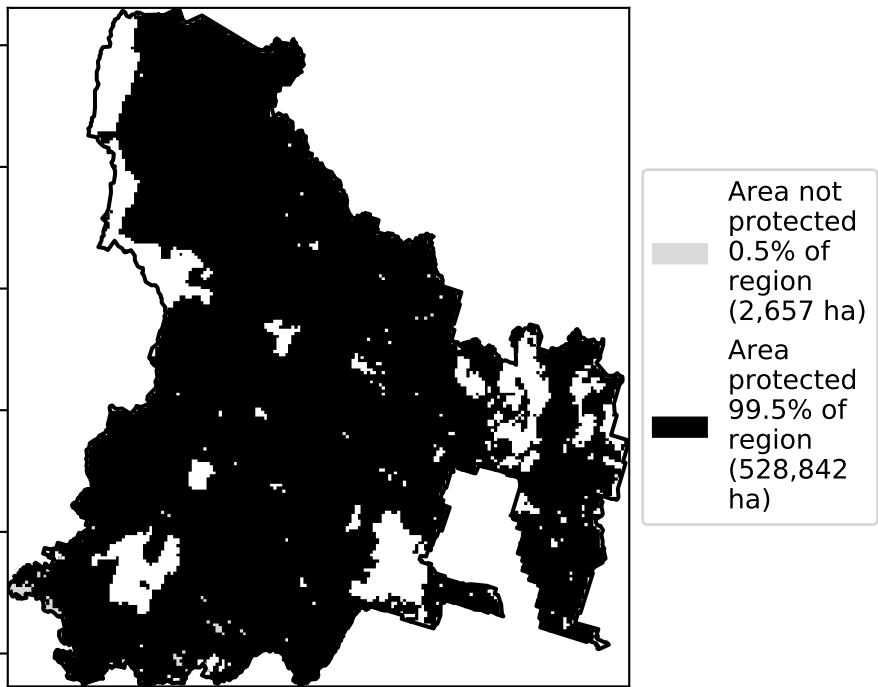 Area not
protected
0.5% of
region
(2,657 ha)
Area
protected
99.5% of
region
(528,842
ha)